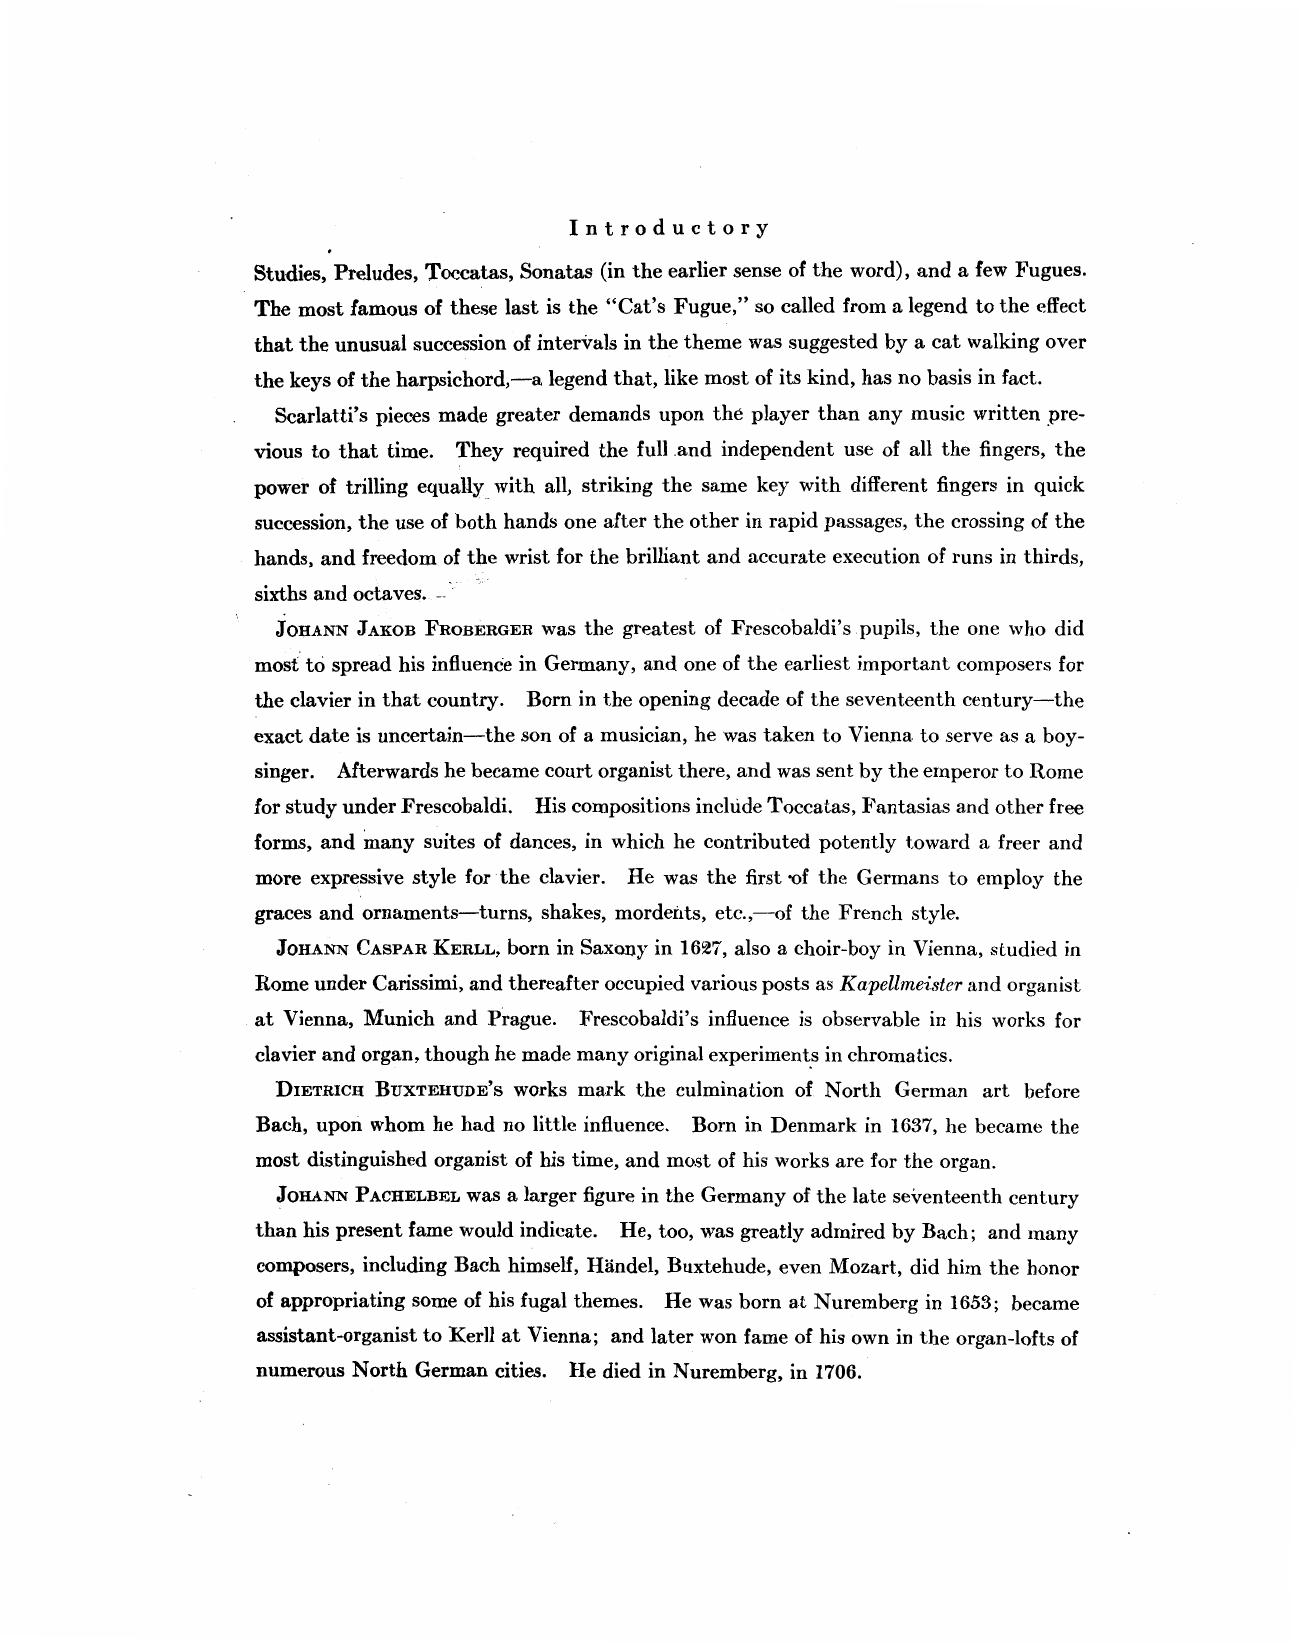 Introductory
Studies, Preludes, Toccatas, Sonatas (in the earlier sense of the word), and a few Fugues.
The most famous of these last is the “Cat’s Fugue,” so called from a legend to the effect
that the unusual succession of intervals in the theme was suggested by a cat walking over
the keys of the harpsichord,—a legend that, like most of its kind, has no basis in fact.
Scarlatti’s pieces made greater demands upon the player than any music written pre-
vious to that time. They required the full and independent use of all the fingers, the
power of trilling equally with all, striking the same key with different fingers in quick
succession, the use of both hands one after the other in rapid passages, the crossing of the
hands, and freedom of the wrist for the brilliant and accurate execution of runs in thirds,
sixths and octaves.
JOHANN JAKOB FROBERGER was the greatest of Frescobaldi’s pupils, the one who did
most to spread his influence in Germany, and one of the earliest important composers for
the clavier in that country. Born in the opening decade of the seventeenth century—the
exact date is uncertain—the son of a musician, he was taken to Vienna to serve as a boy-
singer. Afterwards he became court organist there, and was sent by the emperor to Rome
for study under Frescobaldi. His compositions include Toccatas, Fantasias and other free
forms, and many suites of dances, in which he contributed potently toward a freer and
more expressive style for the clavier. He was the first of the Germans to employ the
graces and ornaments—turns, shakes, mordents, etc.,—of the French style.
JOHANN CASPAR KERLL, born in Saxony in 1627, also a choir-boy in Vienna, studied in
Rome under Carissimi, and thereafter occupied various posts as Kapellmeister and organist
at Vienna, Munich and Prague. Frescobaldi’s influence is observable in his works for
clavier and organ, though he made many original experiments in chromatics.
DIETRICH BUXTEHUDE’S works mark the culmination of North German art before
Bach, upon whom he had no little influence. Born in Denmark in 1637, he became the
most distinguished organist of his time, and most of his works are for the organ.
JOHANN PACHELBEL was a larger figure in the Germany of the late seventeenth century
than his present fame would indicate. He, too, was greatly admired by Bach; and many
composers, including Bach himself, Händel, Buxtehude, even Mozart, did him the honor
of appropriating some of his fugal themes. He was born at Nuremberg in 1653; became
assistant-organist to Kerll at Vienna; and later won fame of his own in the organ-lofts of
numerous North German cities. He died in Nuremberg, in 1706.